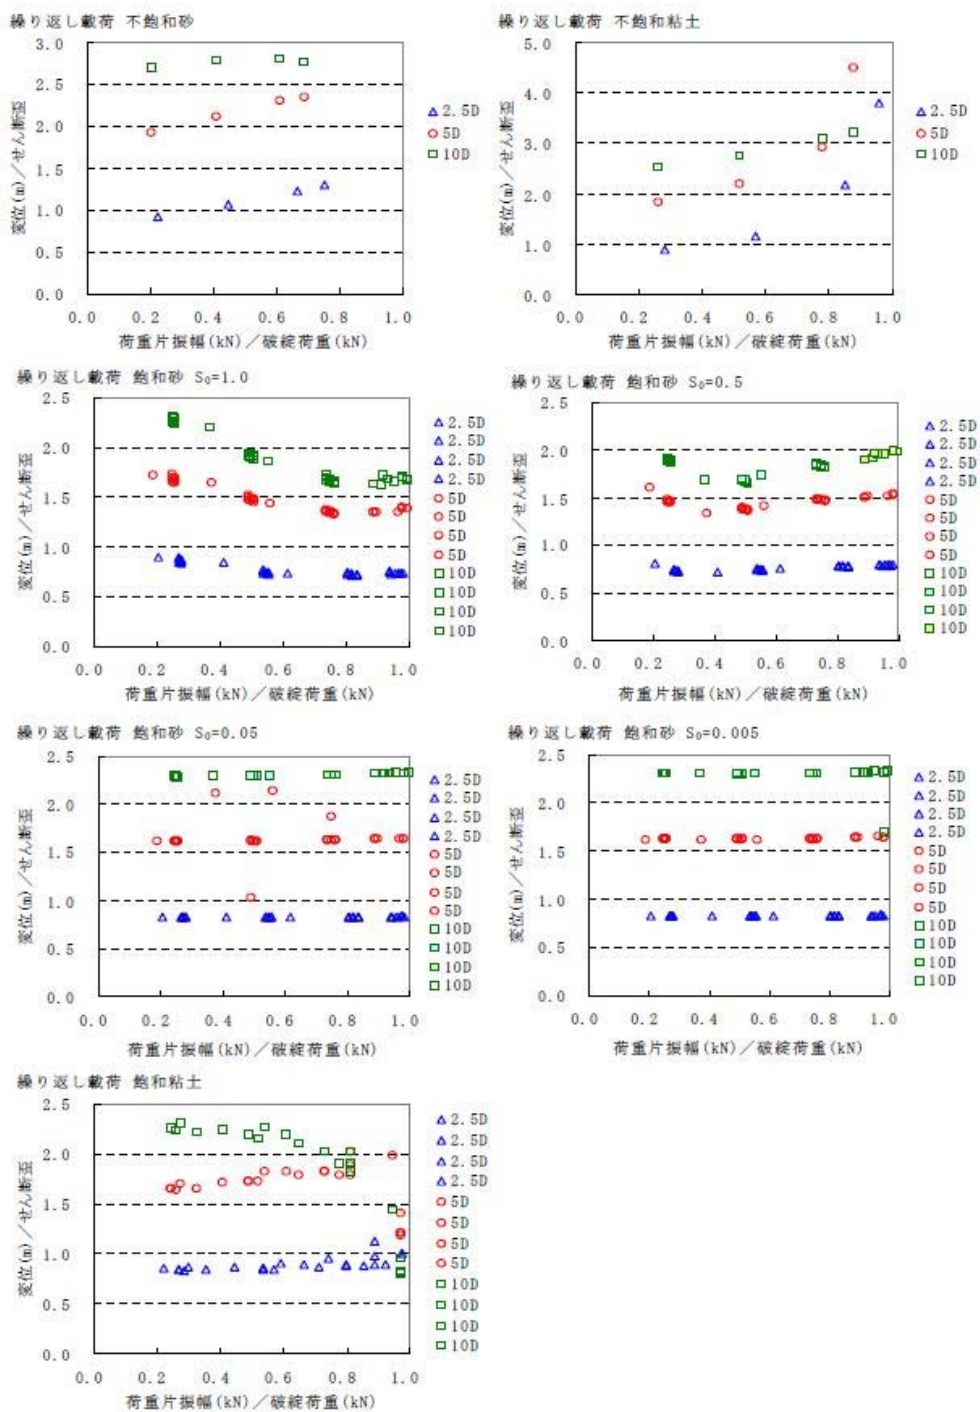 繰り返し載荷 不飽和砂
3.0
2.5
2.0
1.5
1.0
0.5
0.0
変位(m)／せん断歪
0.0 0.2 0.4 0.6 0.8 1.0
荷重片振幅(kN)／破綻荷重(kN)
2.5D
5D
10D
繰り返し載荷 不飽和粘土
5.0
4.0
3.0
2.0
1.0
0.0
変位(m)／せん断歪
0.0 0.2 0.4 0.6 0.8 1.0
荷重片振幅(kN)／破綻荷重(kN)
2.5D
5D
10D
繰り返し載荷 飽和砂 S₀=1.0
2.5
2.0
1.5
1.0
0.5
0.0
変位(m)／せん断歪
0.0 0.2 0.4 0.6 0.8 1.0
荷重片振幅(kN)／破綻荷重(kN)
2.5D
2.5D
2.5D
2.5D
5D
5D
5D
5D
10D
10D
10D
10D
繰り返し載荷 飽和砂 S₀=0.5
2.5
2.0
1.5
1.0
0.5
0.0
変位(m)／せん断歪
0.0 0.2 0.4 0.6 0.8 1.0
荷重片振幅(kN)／破綻荷重(kN)
2.5D
2.5D
2.5D
2.5D
5D
5D
5D
5D
10D
10D
10D
10D
繰り返し載荷 飽和砂 S₀=0.05
2.5
2.0
1.5
1.0
0.5
0.0
変位(m)／せん断歪
0.0 0.2 0.4 0.6 0.8 1.0
荷重片振幅(kN)／破綻荷重(kN)
2.5D
2.5D
2.5D
2.5D
5D
5D
5D
5D
10D
10D
10D
10D
繰り返し載荷 飽和砂 S₀=0.005
2.5
2.0
1.5
1.0
0.5
0.0
変位(m)／せん断歪
0.0 0.2 0.4 0.6 0.8 1.0
荷重片振幅(kN)／破綻荷重(kN)
2.5D
2.5D
2.5D
2.5D
5D
5D
5D
5D
10D
10D
10D
10D
繰り返し載荷 飽和粘土
2.5
2.0
1.5
1.0
0.5
0.0
変位(m)／せん断歪
0.0 0.2 0.4 0.6 0.8 1.0
荷重片振幅(kN)／破綻荷重(kN)
2.5D
2.5D
2.5D
2.5D
5D
5D
5D
5D
10D
10D
10D
10D